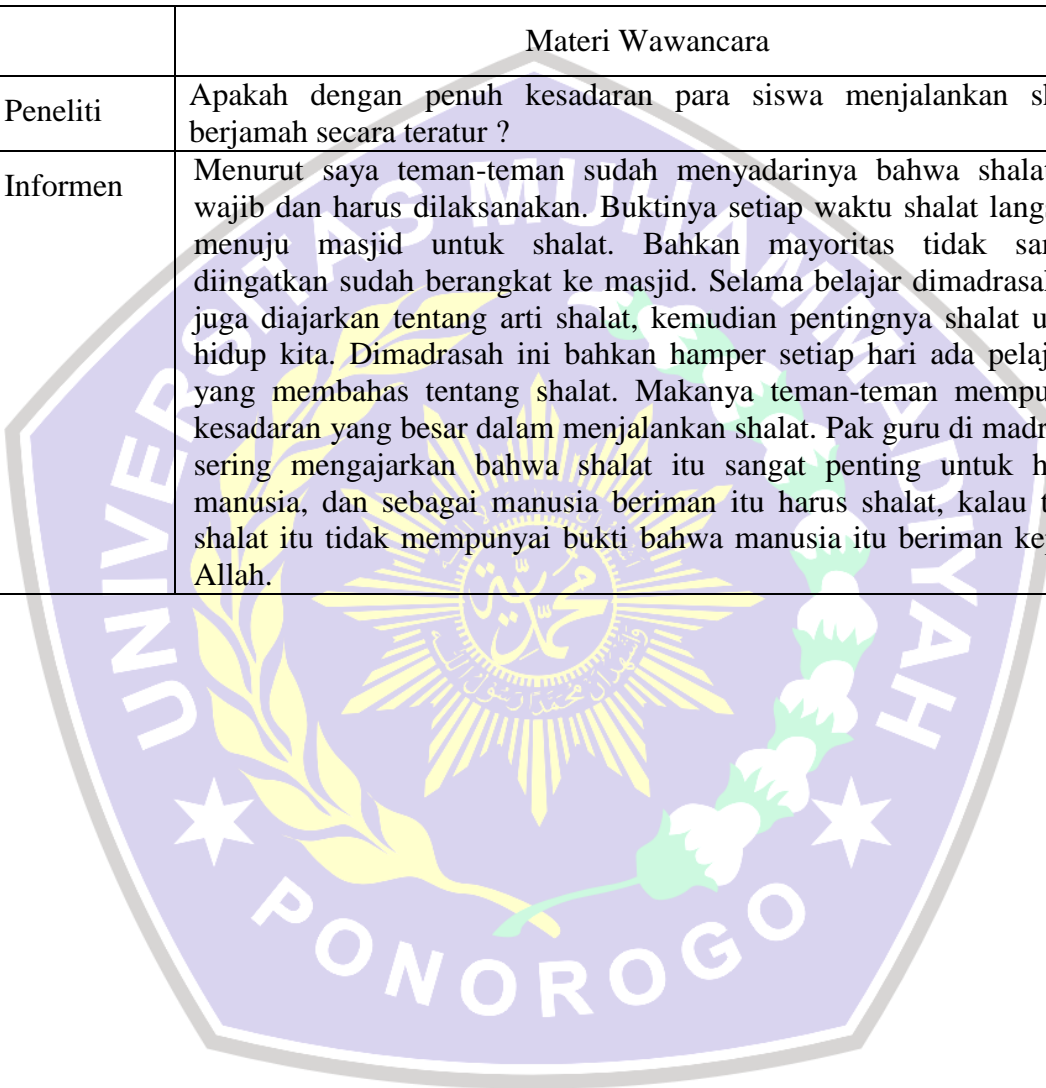 Materi Wawancara
Peneliti
Apakah dengan penuh kesadaran para siswa menjalankan
berjamah secara teratur ?
Informen
Menurut saya teman-teman sudah menyadarinya bahwa shalat
wajib dan harus dilaksanakan. Buktinya setiap waktu shalat
menuju masjid untuk shalat. Bahkan mayoritas tidak
diingatkan sudah berangkat ke masjid. Selama belajar
juga diajarkan tentang arti shalat, kemudian pentingnya shalat
hidup kita. Dimadrasah ini bahkan hamper setiap hari ada
yang membahas tentang shalat. Makanya teman-teman
kesadaran yang besar dalam menjalankan shalat. Pak guru di
sering mengajarkan bahwa shalat itu sangat penting untuk
manusia, dan sebagai manusia beriman itu harus shalat, kalau
shalat itu tidak mempunyai bukti bahwa manusia itu beriman
Allah.
UNIVERSITAS MUHAMMADIYAH
PONOROGO